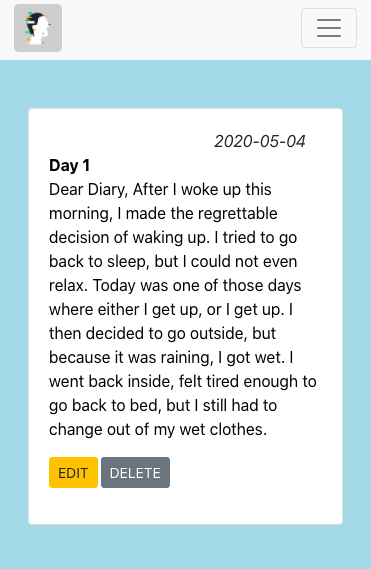 2020-05-04
Day 1
Dear Diary, After I woke up this
morning, I made the regrettable
decision of waking up. I tried to go
back to sleep, but I could not even
relax. Today was one of those days
where either I get up, or I get up. I
then decided to go outside, but
because it was raining, I got wet. I
went back inside, felt tired enough to
go back to bed, but I still had to
change out of my wet clothes.
EDIT DELETE